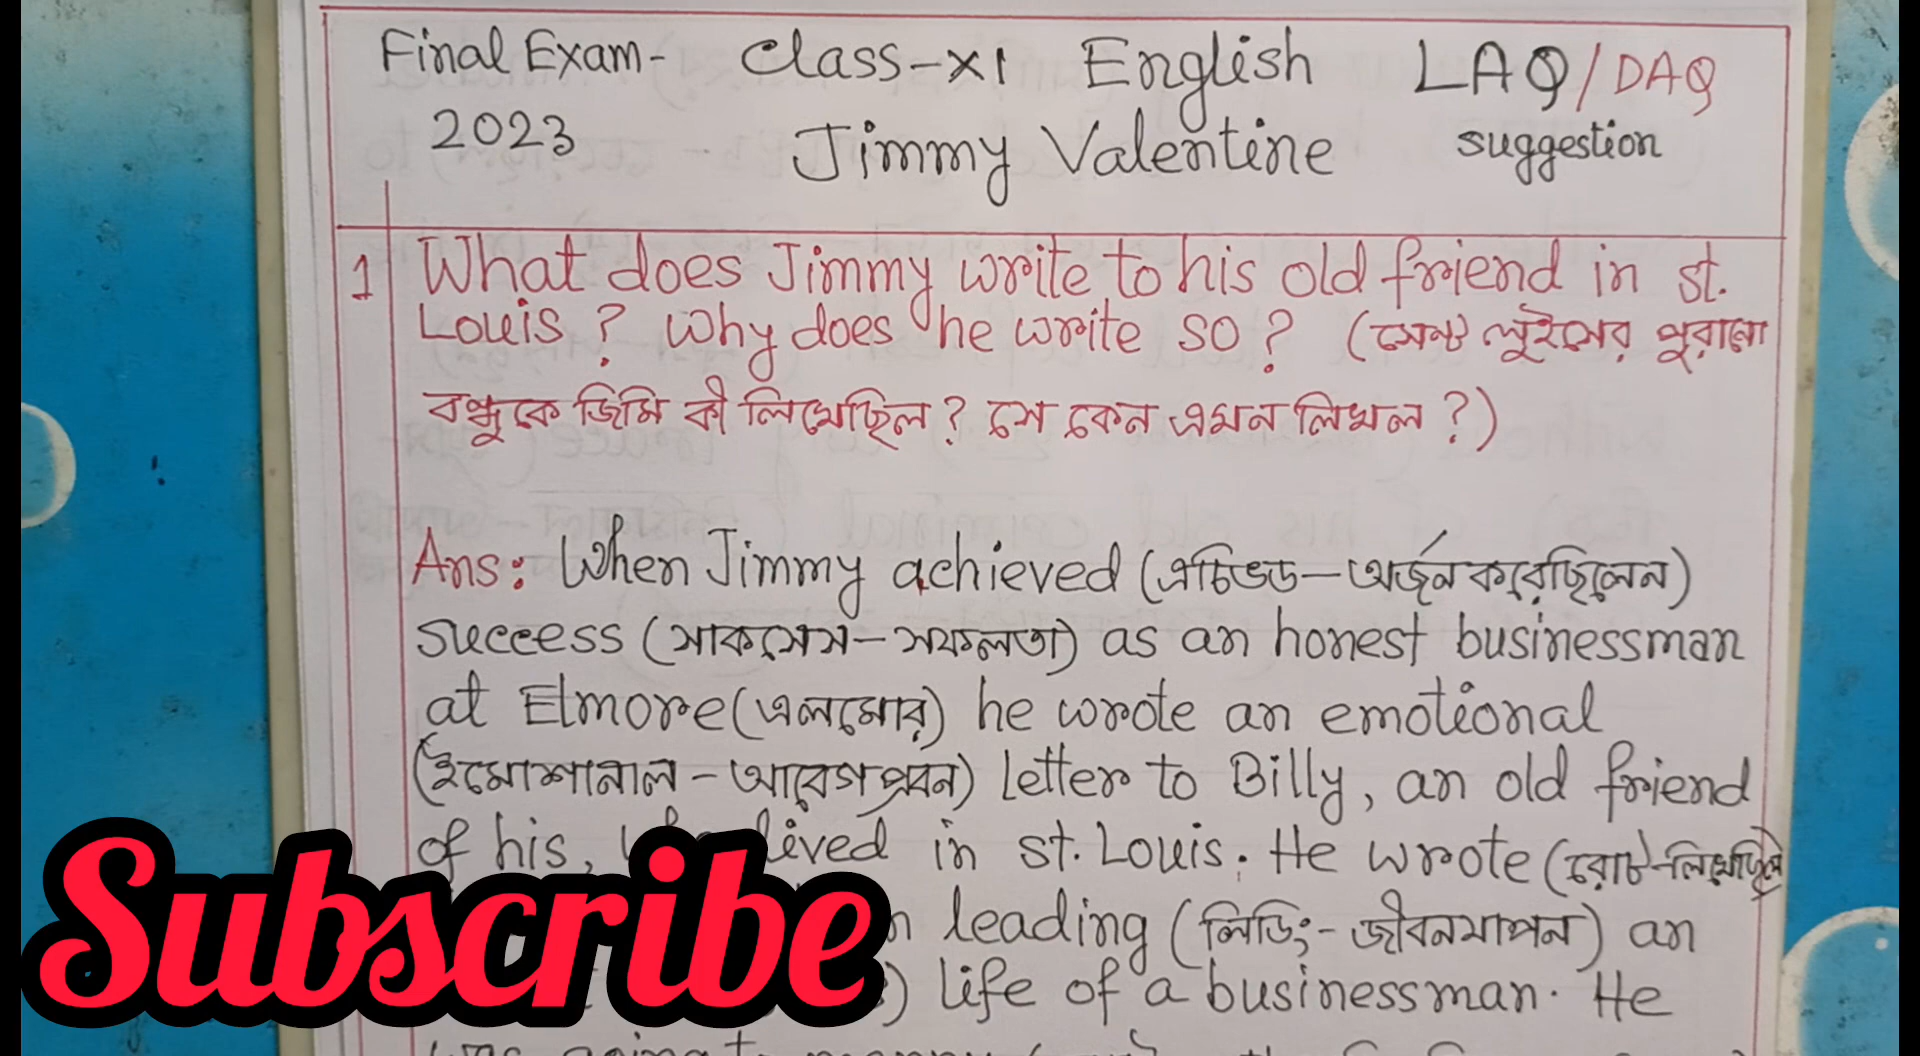 Final Exam- Class-XI English LAQ/DAQ
2023 Jimmy Valentine suggestion
1 What does Jimmy write to his old friend in st.
Louis? Why does he write so? (সেন্ট লুইসের পুরানো
বন্ধুকে জিমি কী লিখেছিল? সে কেন এমন লিখল?)
Ans: When Jimmy achieved (এচিভড-অর্জন করেছিলেন)
success (সাকসেস-সফলতা) as an honest businessman
at Elmore (এলমোর) he wrote an emotional
(ইমোশানাল-আবেগপ্রবন) letter to Billy, an old friend
of his, lived in st. Louis. He wrote (রোট-লিখেছিল)
leading (লিডিং-জীবনযাপন) an
life of a businessman. He
Subscribe